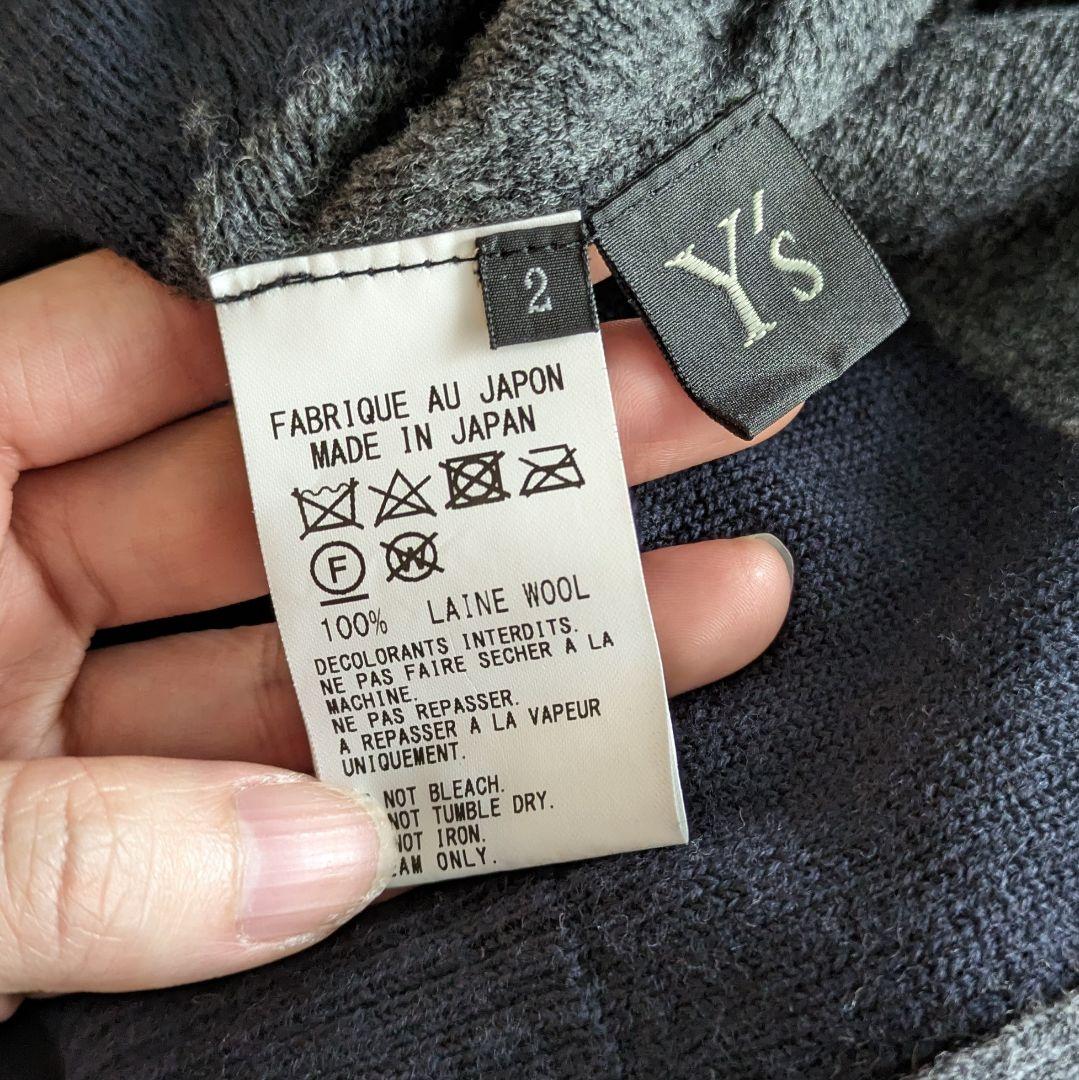 Y's
2
FABRIQUE AU JAPON
MADE IN JAPAN
F
W
100% LAINE WOOL
DECOLORANTS INTERDITS.
NE PAS FAIRE SECHER A LA
MACHINE.
NE PAS REPASSER.
A REPASSER A LA VAPEUR
UNIQUEMENT.
NOT BLEACH.
NOT TUMBLE DRY.
NOT IRON.
ONLY.